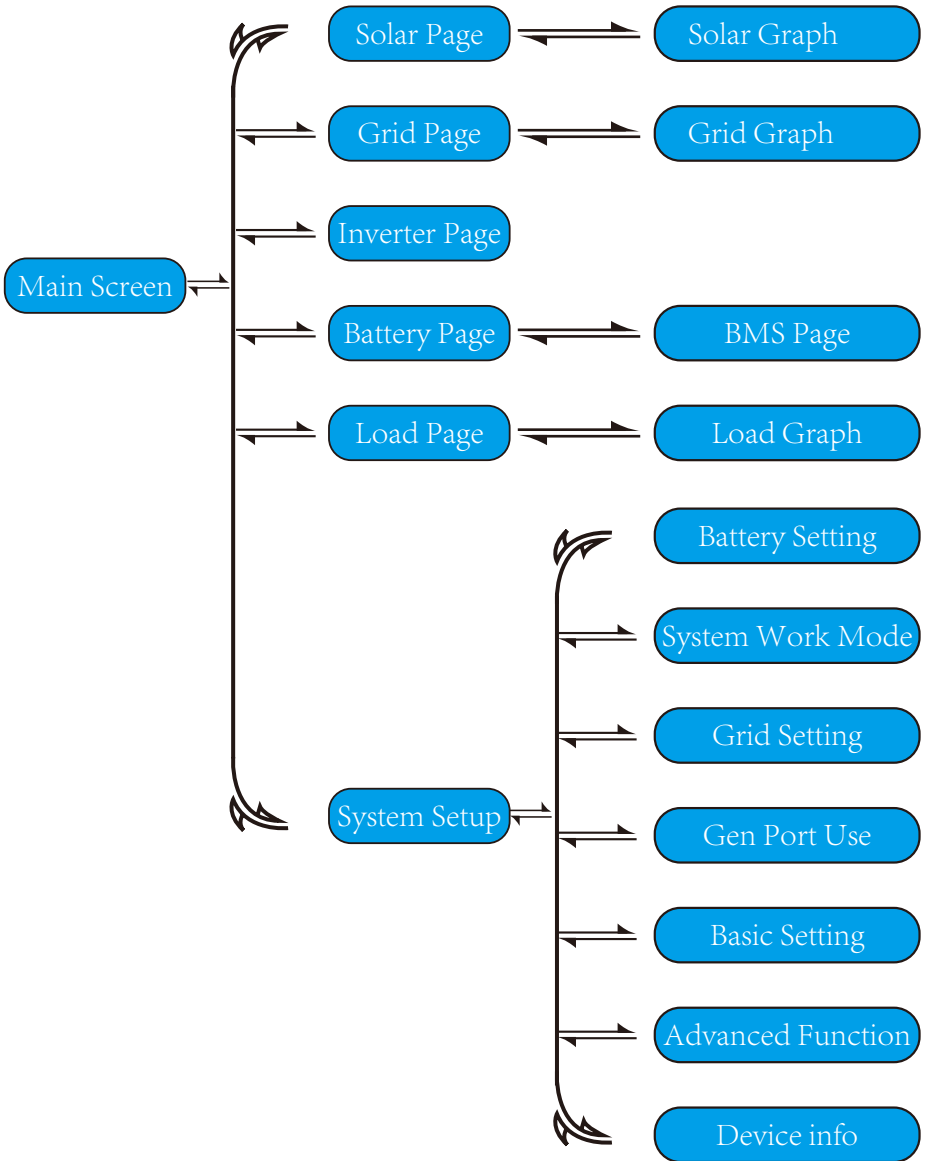 Solar Page
Solar Graph
Grid Page
Grid Graph
Inverter Page
Main Screen
Battery Page
BMS Page
Load Page
Load Graph
Battery Setting
System Work Mode
Grid Setting
System Setup
Gen Port Use
Basic Setting
Advanced Function
Device info